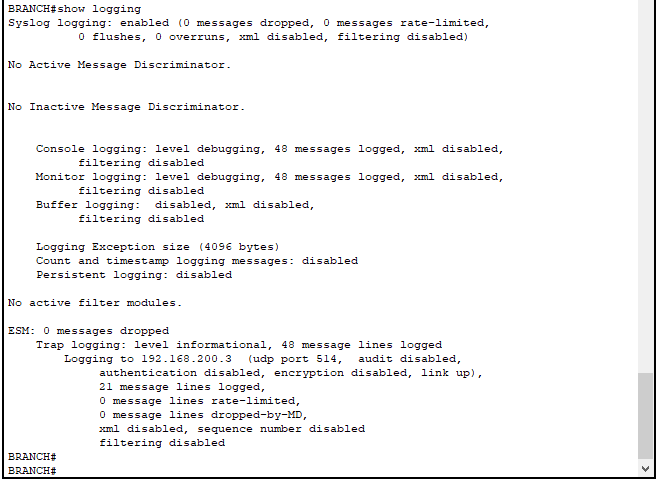 BRANCH#show logging
Syslog logging: enabled (0 messages dropped, 0 messages rate-limited,
          0 flushes, 0 overruns, xml disabled, filtering disabled)
No Active Message Discriminator.
No Inactive Message Discriminator.
    Console logging: level debugging, 48 messages logged, xml disabled,
          filtering disabled
    Monitor logging: level debugging, 48 messages logged, xml disabled,
          filtering disabled
    Buffer logging:  disabled, xml disabled,
          filtering disabled
    Logging Exception size (4096 bytes)
    Count and timestamp logging messages: disabled
    Persistent logging: disabled
No active filter modules.
ESM: 0 messages dropped
    Trap logging: level informational, 48 message lines logged
        Logging to 192.168.200.3  (udp port 514,  audit disabled,
             authentication disabled, encryption disabled, link up),
             21 message lines logged,
             0 message lines rate-limited,
             0 message lines dropped-by-MD,
             xml disabled, sequence number disabled
             filtering disabled
BRANCH#
BRANCH#